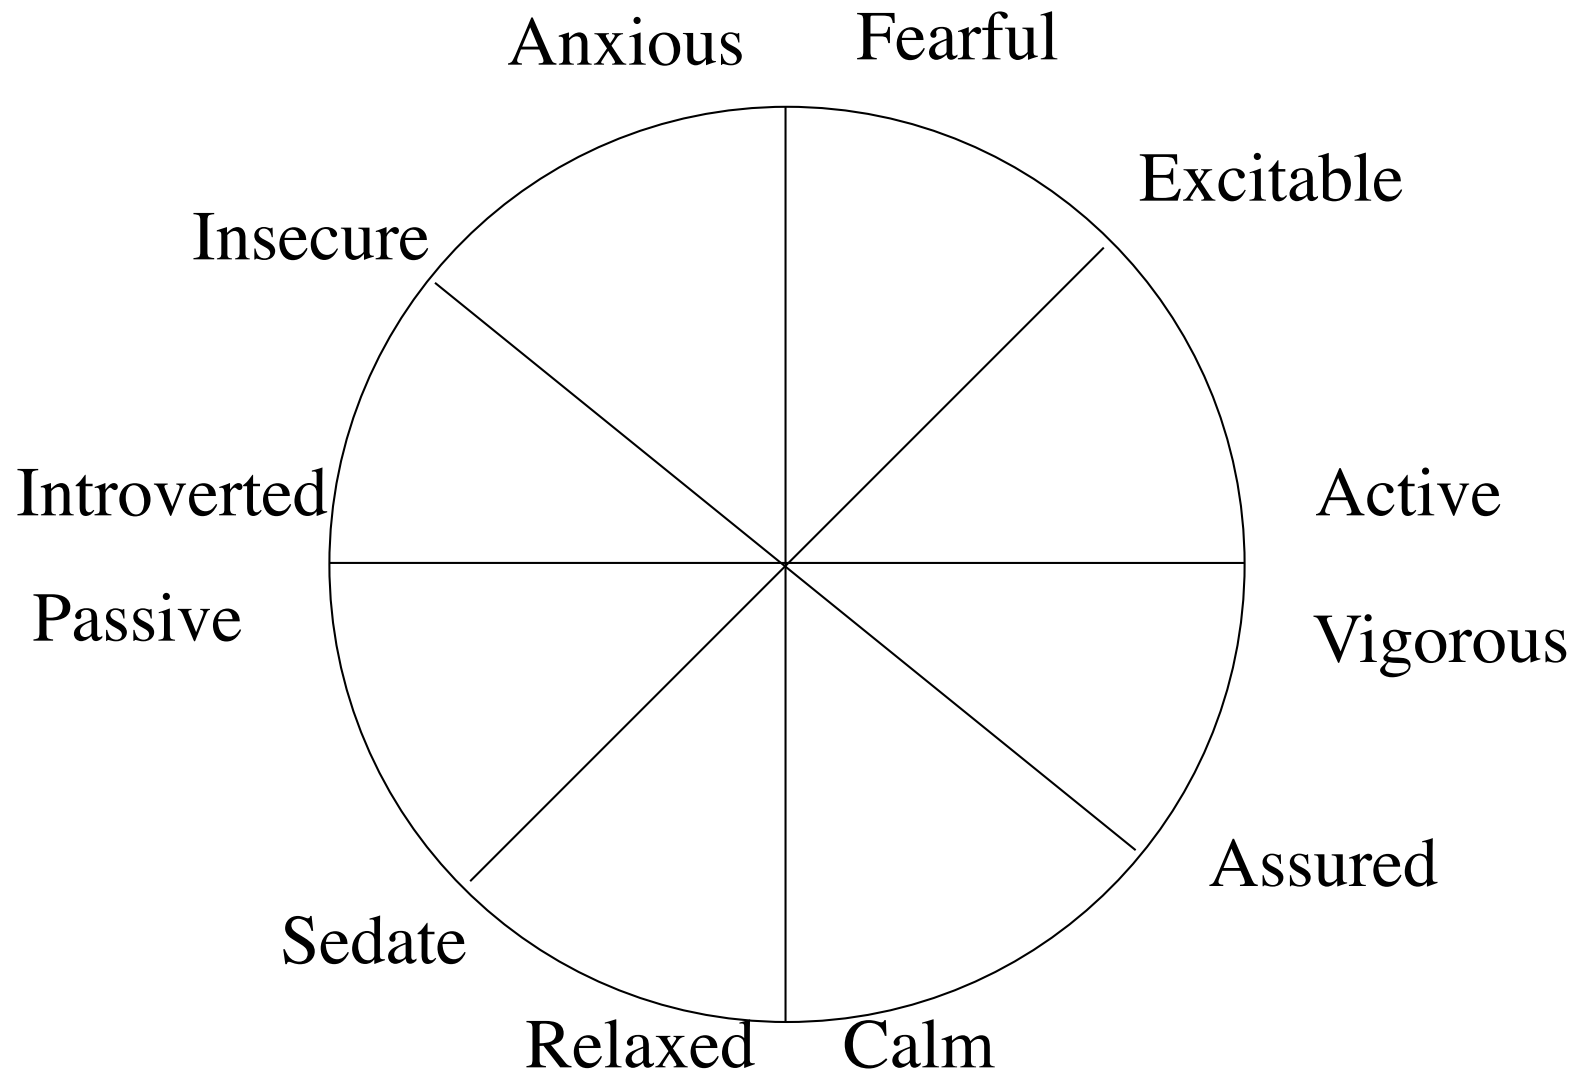 Anxious
Fearful
Excitable
Insecure
Introverted
Active
Passive
Vigorous
Assured
Sedate
Relaxed
Calm